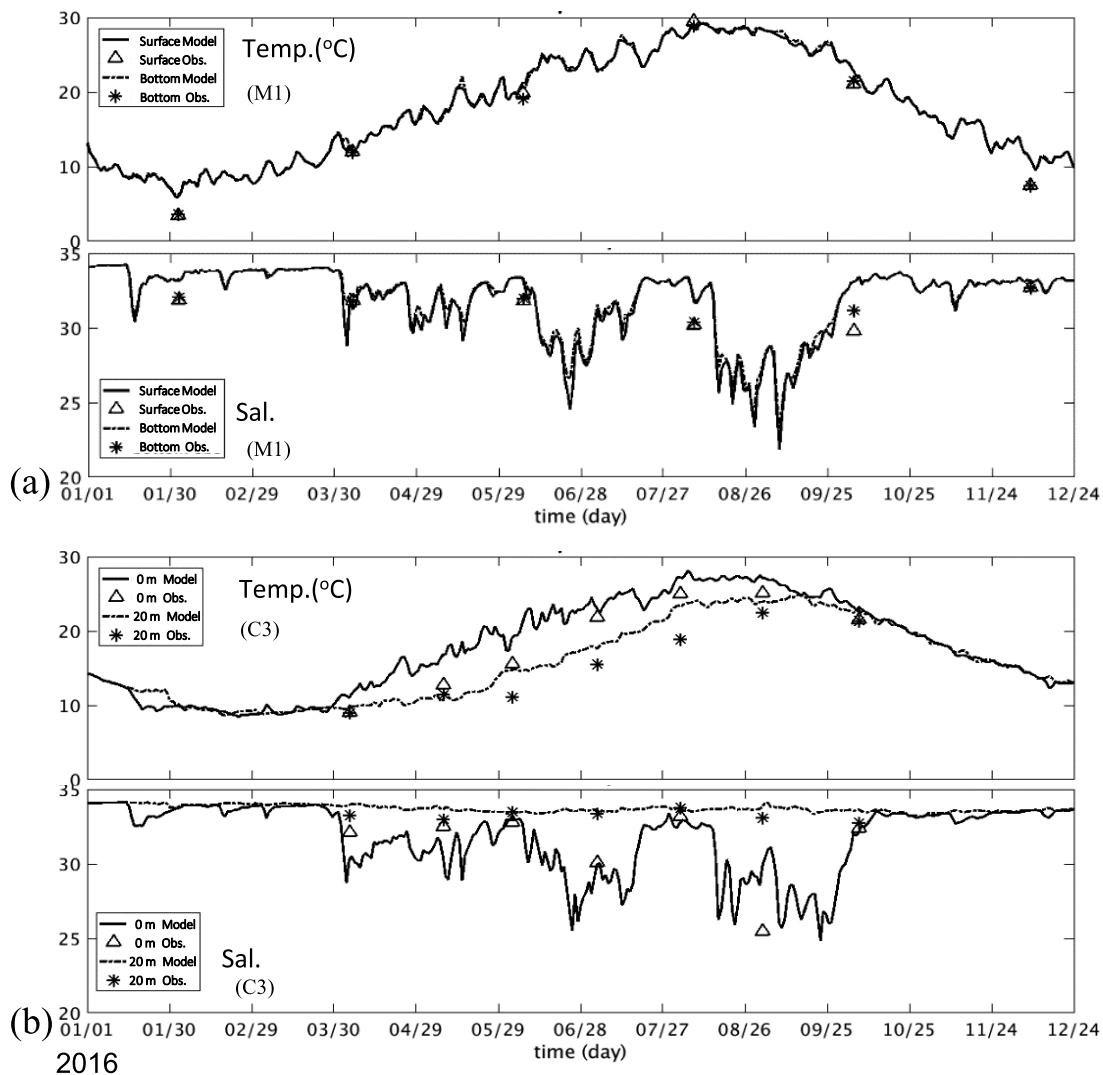 30
Surface Model
Surface Obs.
Bottom Model
Bottom Obs.
Temp.(°C)
(M1)
20
10
0
35
30
25
20
Surface Model
Surface Obs.
Bottom Model
Bottom Obs.
Sal.
(M1)
(a)
01/01 01/30 02/29 03/30 04/29 05/29 06/28 07/27 08/26 09/25 10/25 11/24 12/24
time (day)
30
0 m Model
0 m Obs.
20 m Model
20 m Obs.
Temp.(°C)
(C3)
20
10
0
35
30
25
20
0 m Model
0 m Obs.
20 m Model
20 m Obs.
Sal.
(C3)
(b)
01/01 01/30 02/29 03/30 04/29 05/29 06/28 07/27 08/26 09/25 10/25 11/24 12/24
time (day)
2016